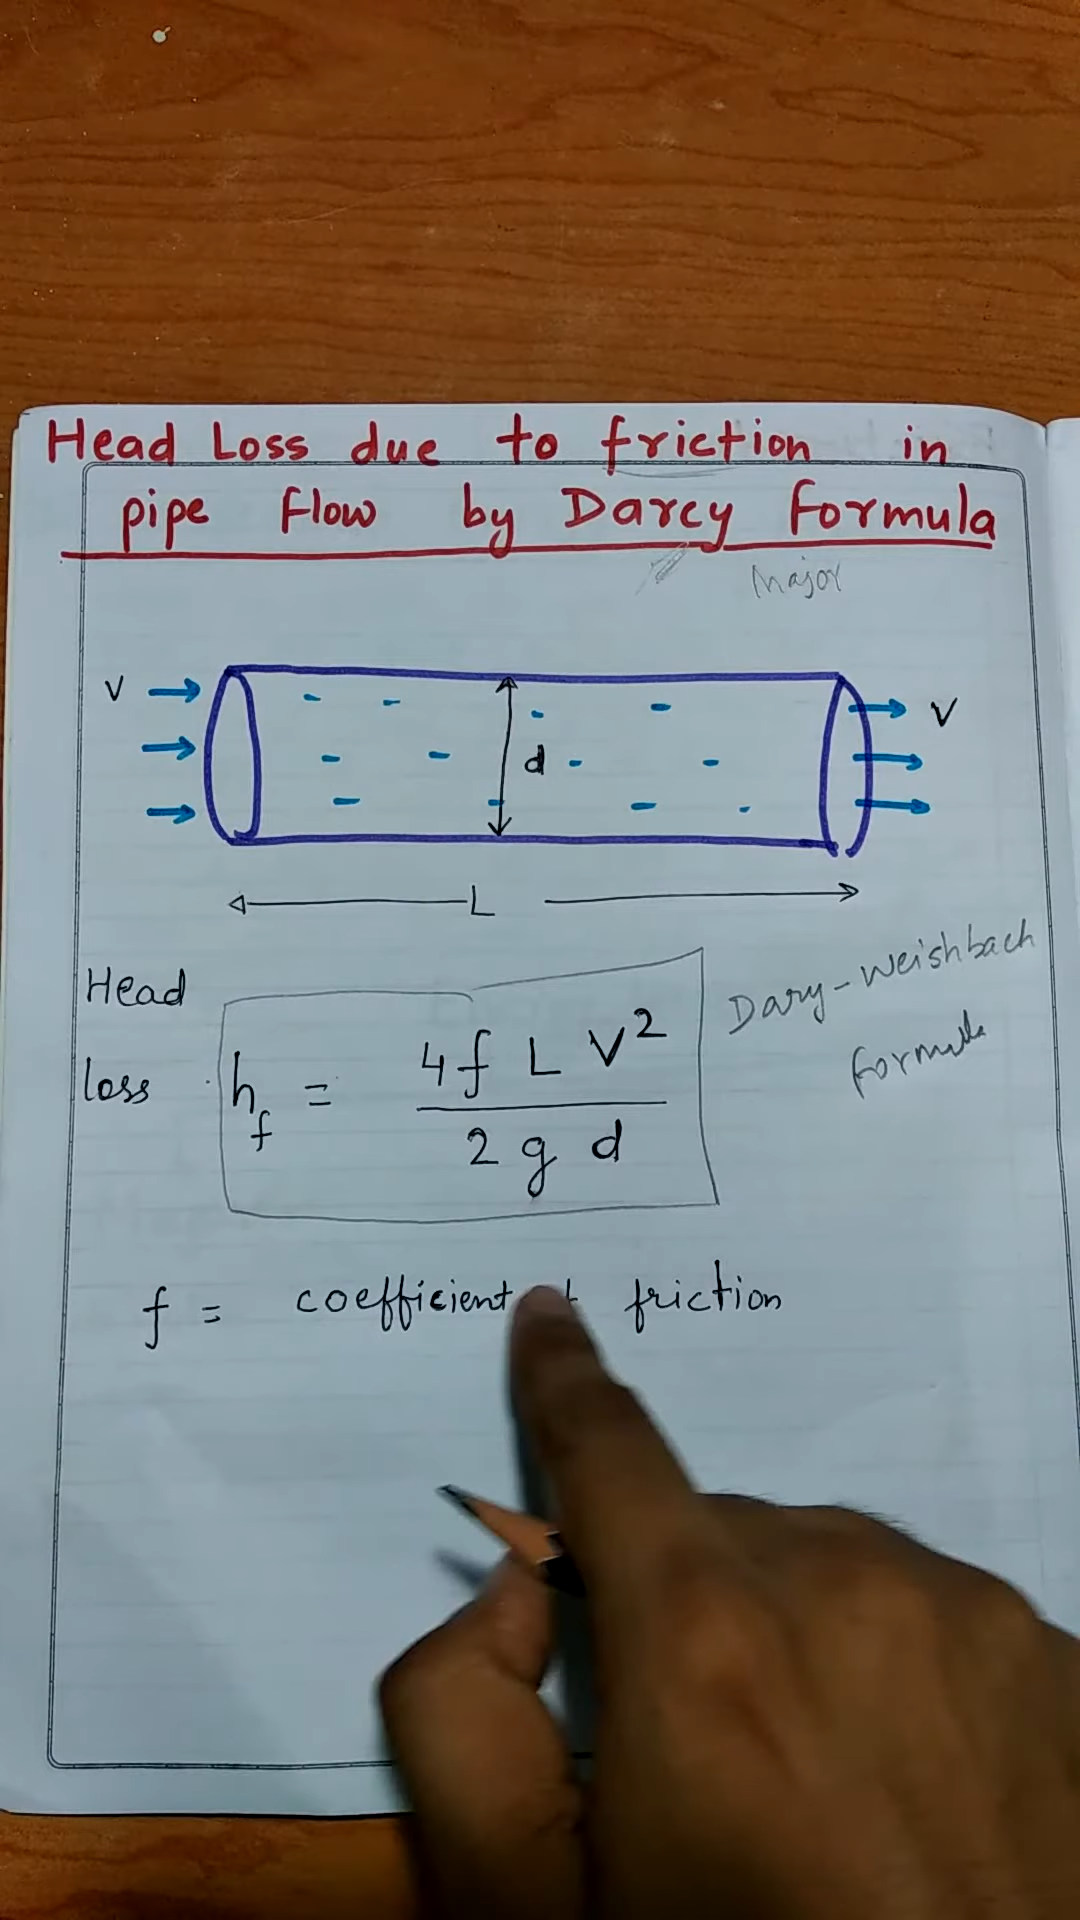 Head Loss due to friction in
pipe flow by Darcy formula
Major
V
V
d
L
Head
loss
h_f = 4f L V² / 2 g d
Dary-Weishbach
formula
f = coefficient friction